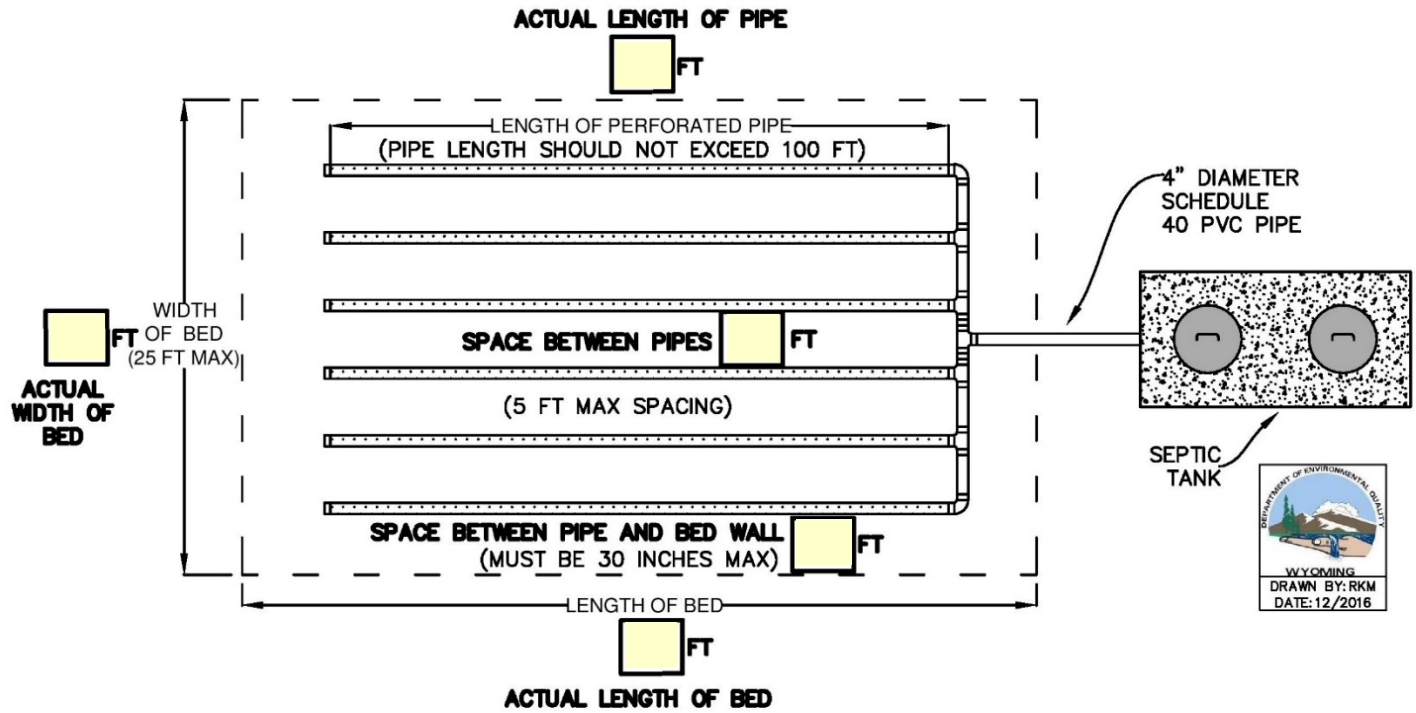 ACTUAL LENGTH OF PIPE
FT
LENGTH OF PERFORATED PIPE
(PIPE LENGTH SHOULD NOT EXCEED 100 FT)
4" DIAMETER
SCHEDULE
40 PVC PIPE
WIDTH
OF BED
(25 FT MAX)
FT
ACTUAL
WIDTH OF
BED
SPACE BETWEEN PIPES FT
(5 FT MAX SPACING)
SEPTIC
TANK
SPACE BETWEEN PIPE AND BED WALL FT
(MUST BE 30 INCHES MAX)
DEPARTMENT OF ENVIRONMENTAL QUALITY
WYOMING
DRAWN BY: RKM
DATE: 12/2016
LENGTH OF BED
FT
ACTUAL LENGTH OF BED